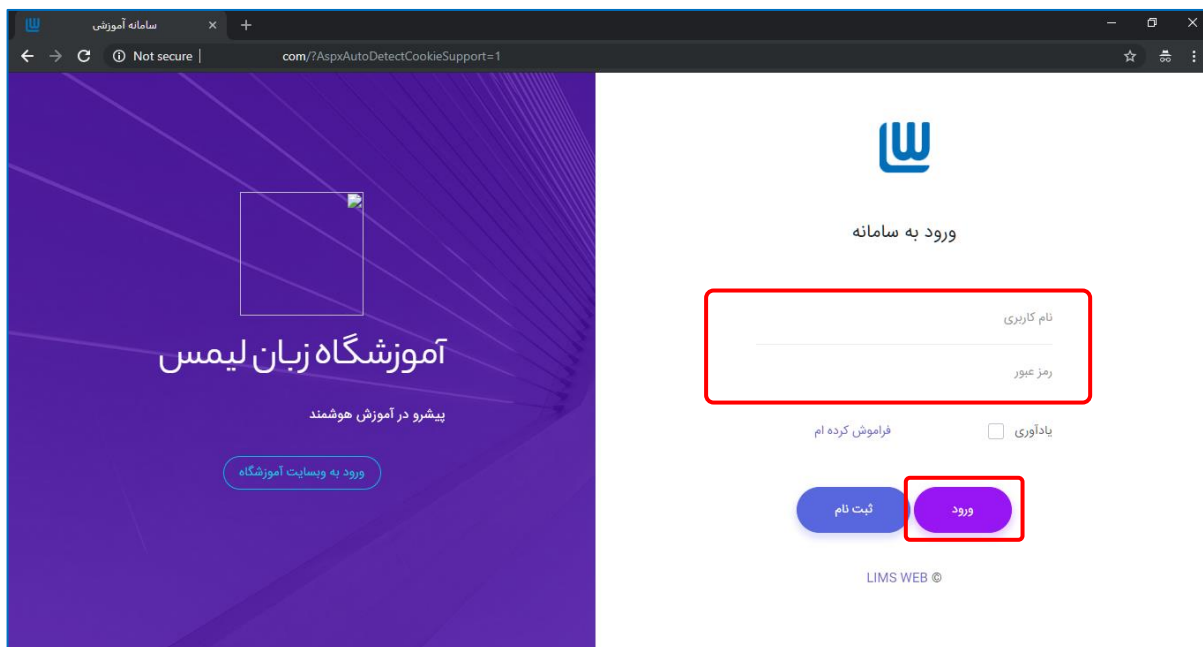 سامانه آموزشی
Not secure | com/?AspxAutoDetectCookieSupport=1
ورود به سامانه
نام کاربری
رمز عبور
یادآوری
فراموش کرده ام
ورود
ثبت نام
LIMS WEB ©
آموزشگاه زبان لیمس
پیشرو در آموزش هوشمند
ورود به وبسایت آموزشگاه